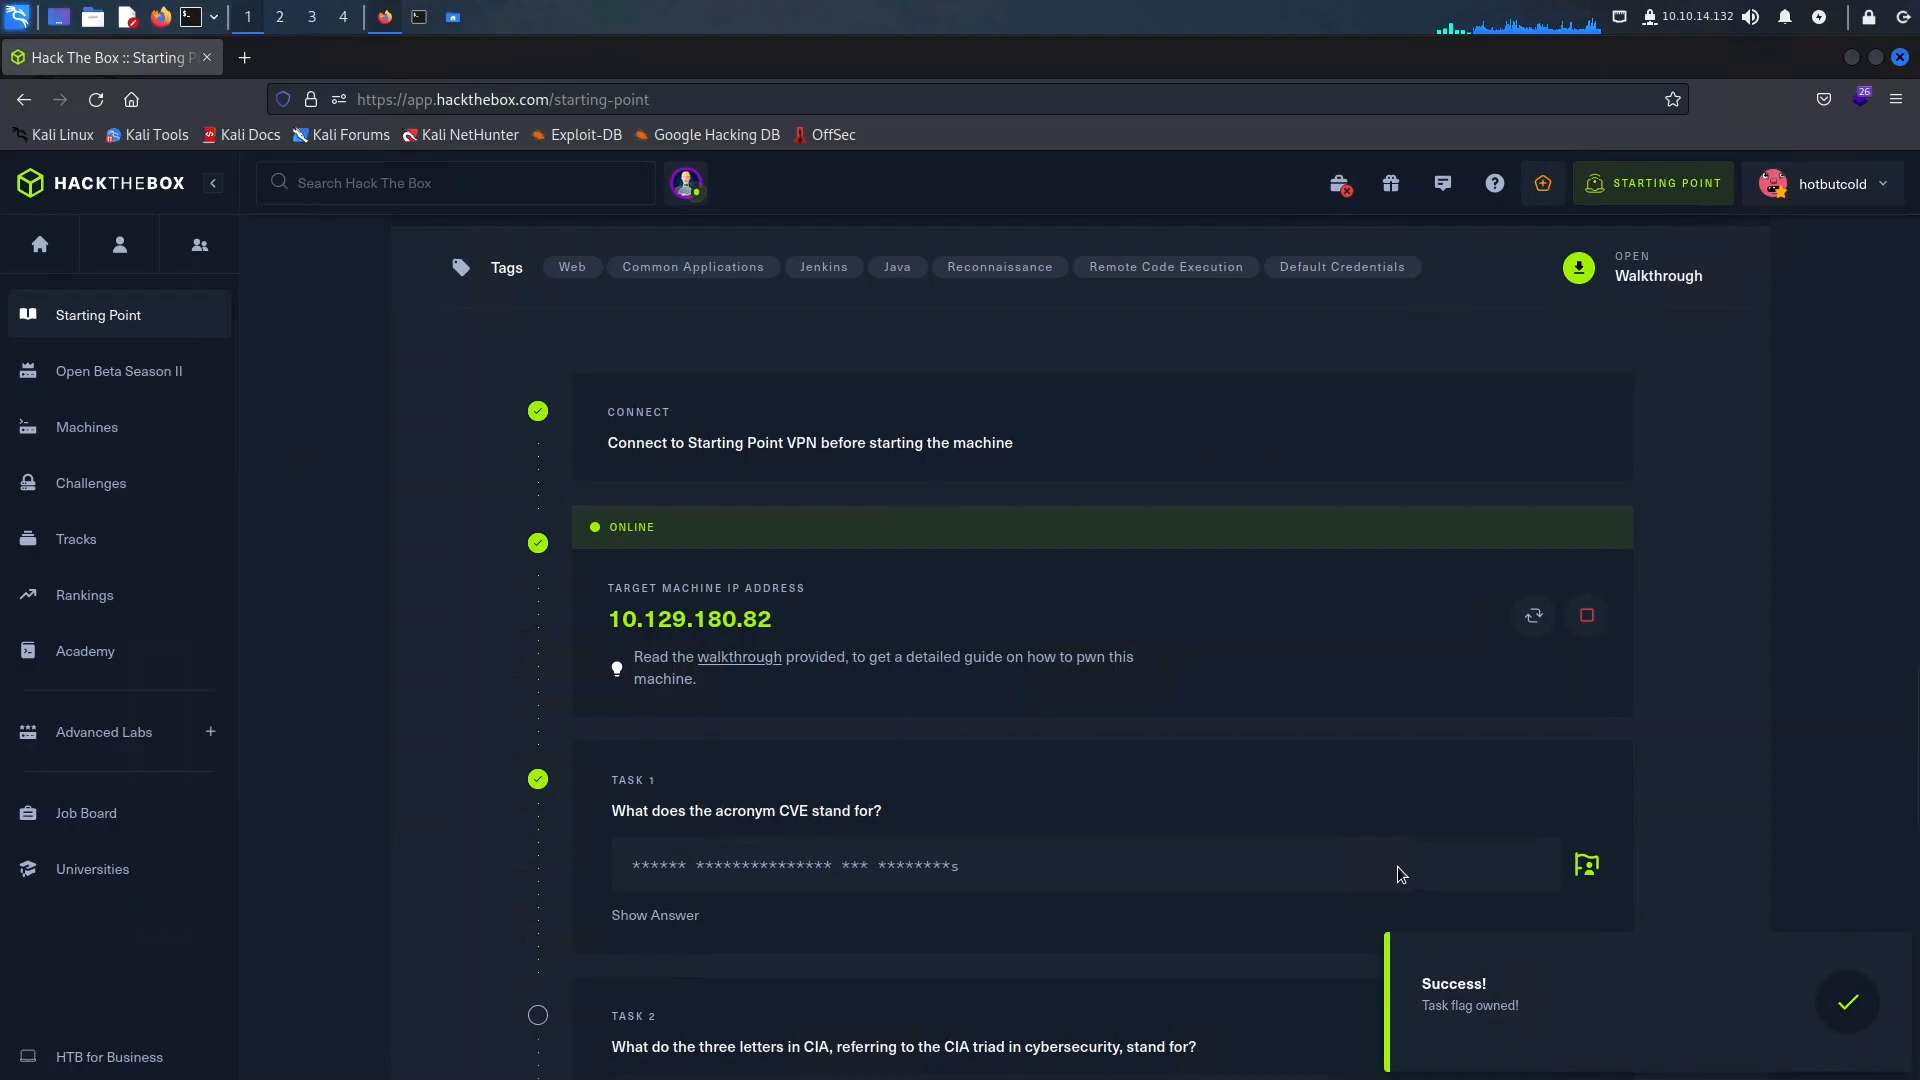 1 2 3 4
10.10.14.132
Hack The Box :: Starting P
https://app.hackthebox.com/starting-point
26
Kali Linux Kali Tools Kali Docs Kali Forums Kali NetHunter Exploit-DB Google Hacking DB OffSec
HACKTHEBOX
Search Hack The Box
STARTING POINT
hotbutcold
Tags Web Common Applications Jenkins Java Reconnaissance Remote Code Execution Default Credentials
OPEN
Walkthrough
Starting Point
Open Beta Season II
Machines
Challenges
Tracks
Rankings
Academy
Advanced Labs +
Job Board
Universities
HTB for Business
CONNECT
Connect to Starting Point VPN before starting the machine
ONLINE
TARGET MACHINE IP ADDRESS
10.129.180.82
Read the walkthrough provided, to get a detailed guide on how to pwn this
machine.
TASK 1
What does the acronym CVE stand for?
****** *************** *** ********s
Show Answer
TASK 2
What do the three letters in CIA, referring to the CIA triad in cybersecurity, stand for?
Success!
Task flag owned!